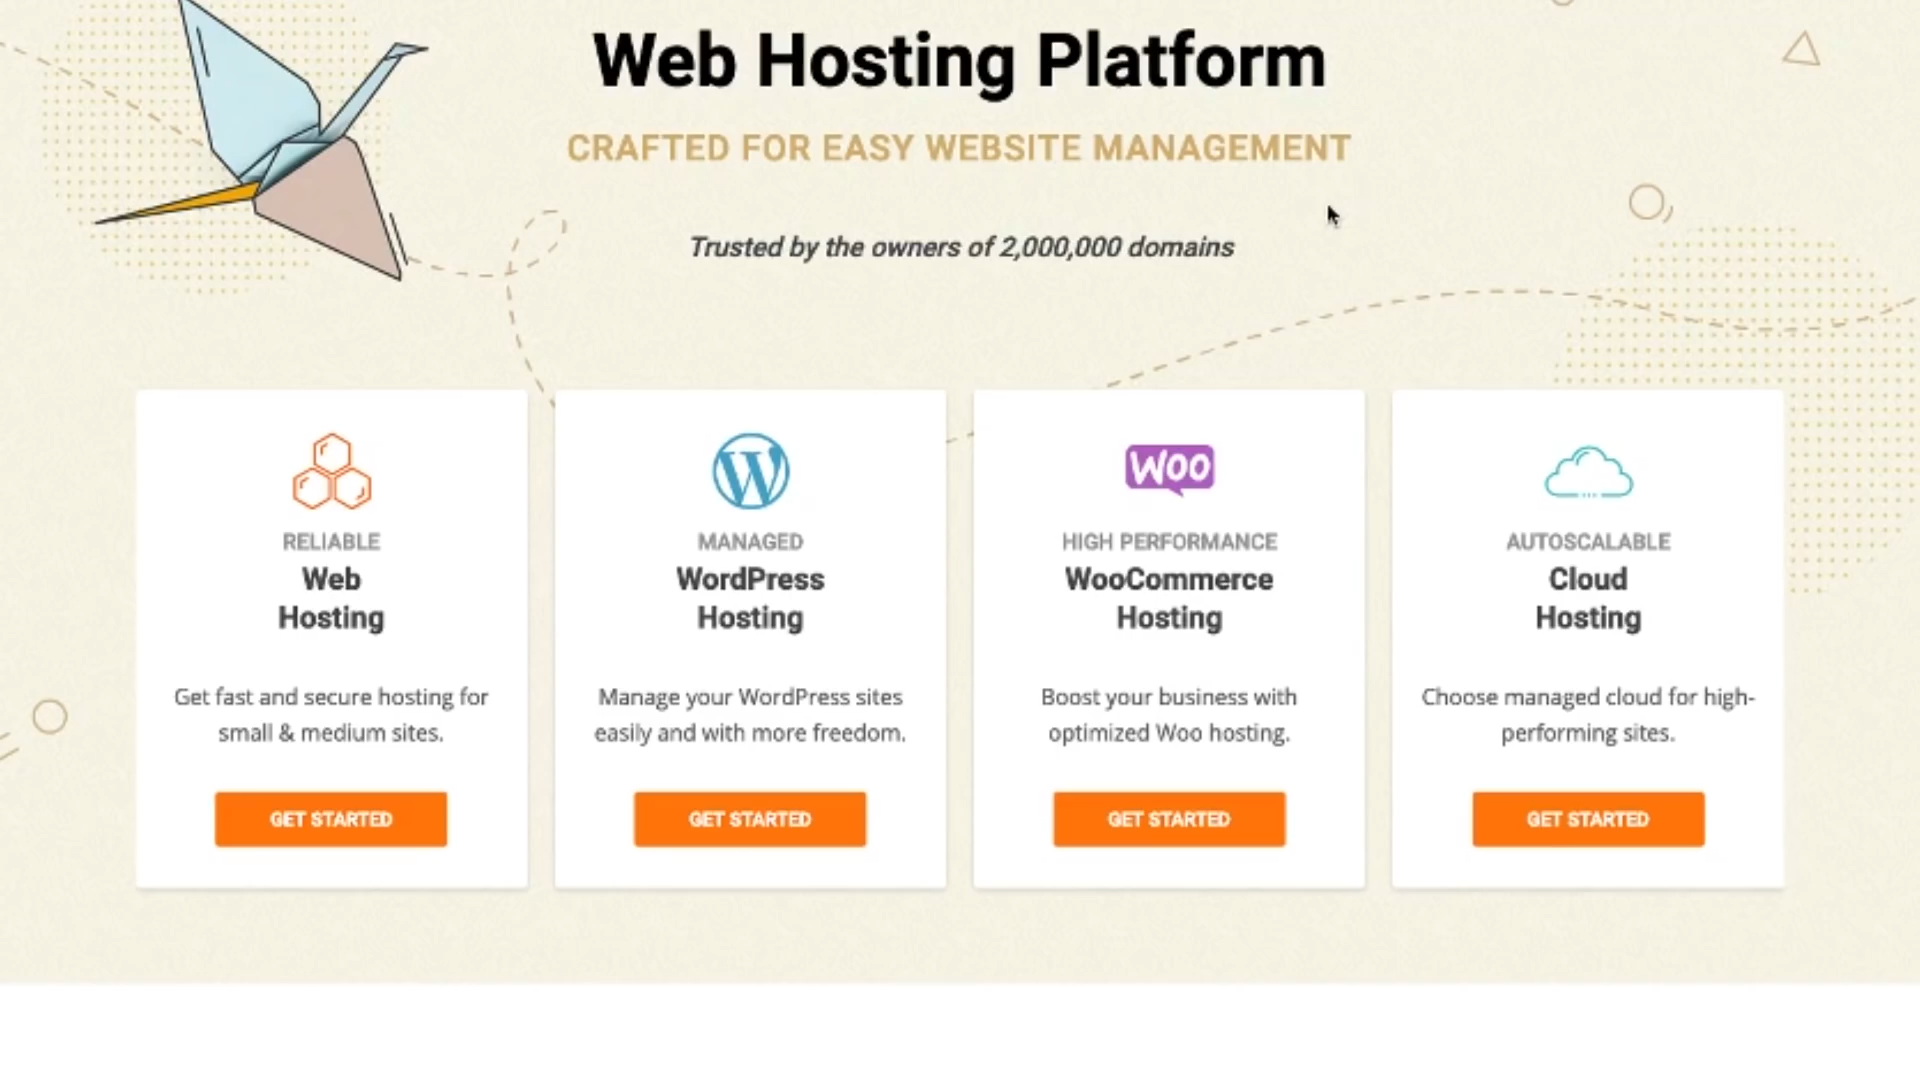 Web Hosting Platform
CRAFTED FOR EASY WEBSITE MANAGEMENT
Trusted by the owners of 2,000,000 domains
RELIABLE
Web
Hosting
Get fast and secure hosting for
small & medium sites.
GET STARTED
W
MANAGED
WordPress
Hosting
Manage your WordPress sites
easily and with more freedom.
GET STARTED
WOO
HIGH PERFORMANCE
WooCommerce
Hosting
Boost your business with
optimized Woo hosting.
GET STARTED
AUTOSCALABLE
Cloud
Hosting
Choose managed cloud for high-
performing sites.
GET STARTED